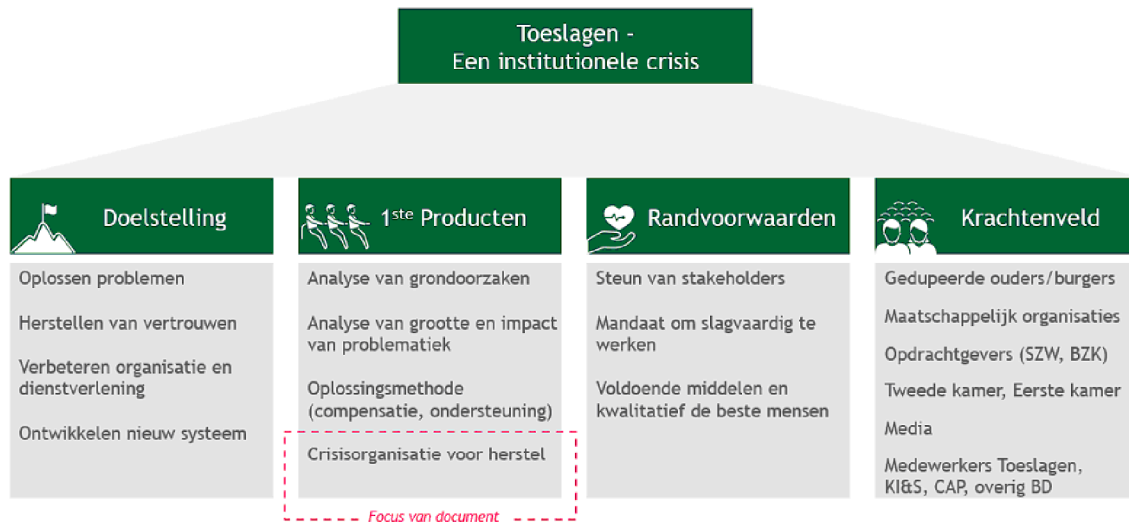 Toeslagen -
Een institutionele crisis
Doelstelling
Oplossen problemen
Herstellen van vertrouwen
Verbeteren organisatie en
dienstverlening
Ontwikkelen nieuw systeem
1ste Producten
Analyse van grondoorzaken
Analyse van grootte en impact
van problematiek
Oplossingsmethode
(compensatie, ondersteuning)
Crisisorganisatie voor herstel
Focus van document
Randvoorwaarden
Steun van stakeholders
Mandaat om slagvaardig te
werken
Voldoende middelen en
kwalitatief de beste mensen
Krachtenveld
Gedupeerde ouders/burgers
Maatschappelijk organisaties
Opdrachtgevers (SZW, BZK)
Tweede kamer, Eerste kamer
Media
Medewerkers Toeslagen,
KI&S, CAP, overig BD